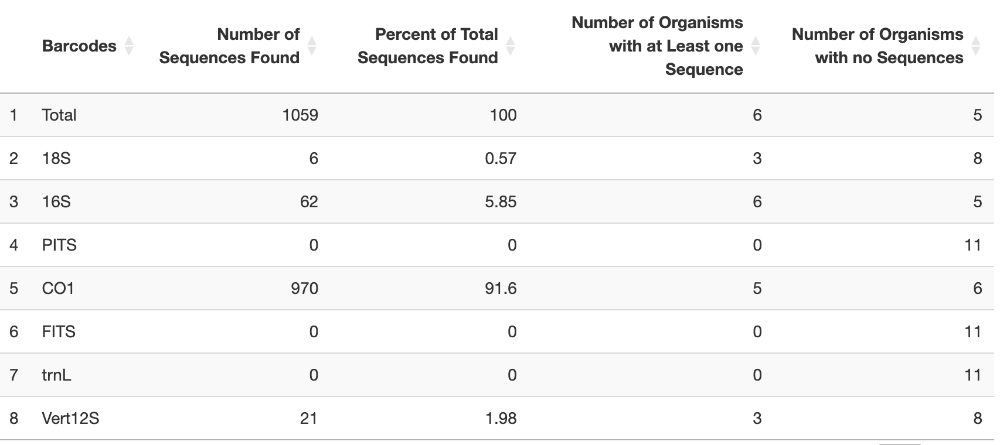 Barcodes Number of Sequences Found Percent of Total Sequences Found Number of Organisms with at Least one Sequence Number of Organisms with no Sequences
1 Total 1059 100 6 5
2 18S 6 0.57 3 8
3 16S 62 5.85 6 5
4 PITS 0 0 0 11
5 CO1 970 91.6 5 6
6 FITS 0 0 0 11
7 trnL 0 0 0 11
8 Vert12S 21 1.98 3 8